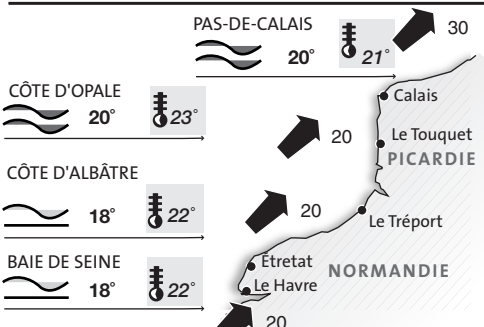 PAS-DE-CALAIS
20° 21° 30
CÔTE D'OPALE
20° 23°
Calais
20
Le Touquet
PICARDIE
CÔTE D'ALBÂTRE
18° 22°
20
Le Tréport
BAIE DE SEINE
18° 22°
Étretat
NORMANDIE
Le Havre
20